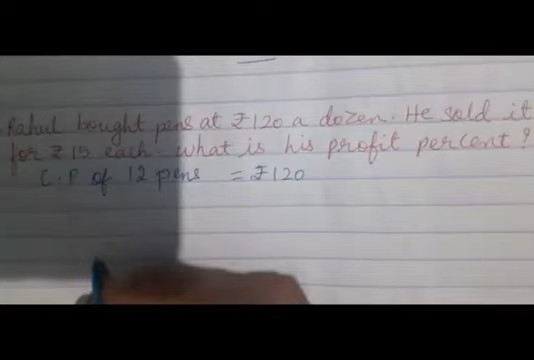 Rahul bought pens at ₹120 a dozen. He sold it
for ₹15 each. what is his profit percent?
C.P of 12 pens = ₹120